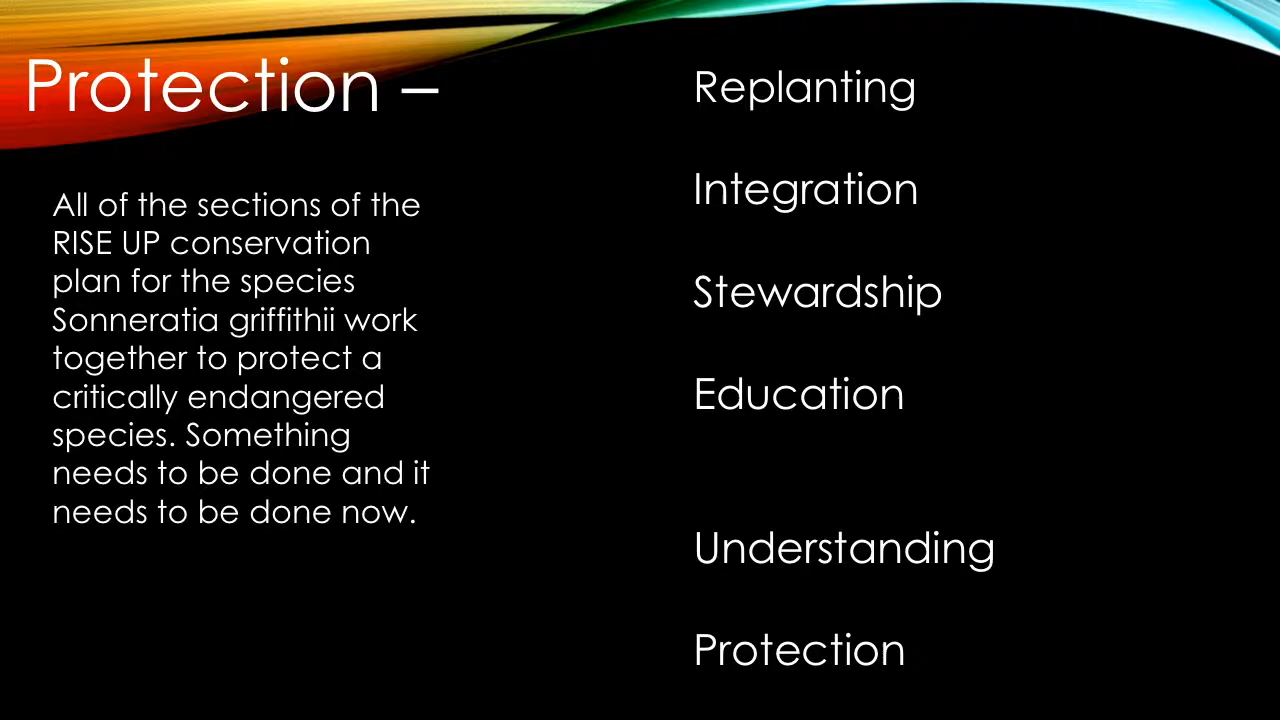 Protection –
All of the sections of the
RISE UP conservation
plan for the species
Sonneratia griffithii work
together to protect a
critically endangered
species. Something
needs to be done and it
needs to be done now.
Replanting
Integration
Stewardship
Education
Understanding
Protection